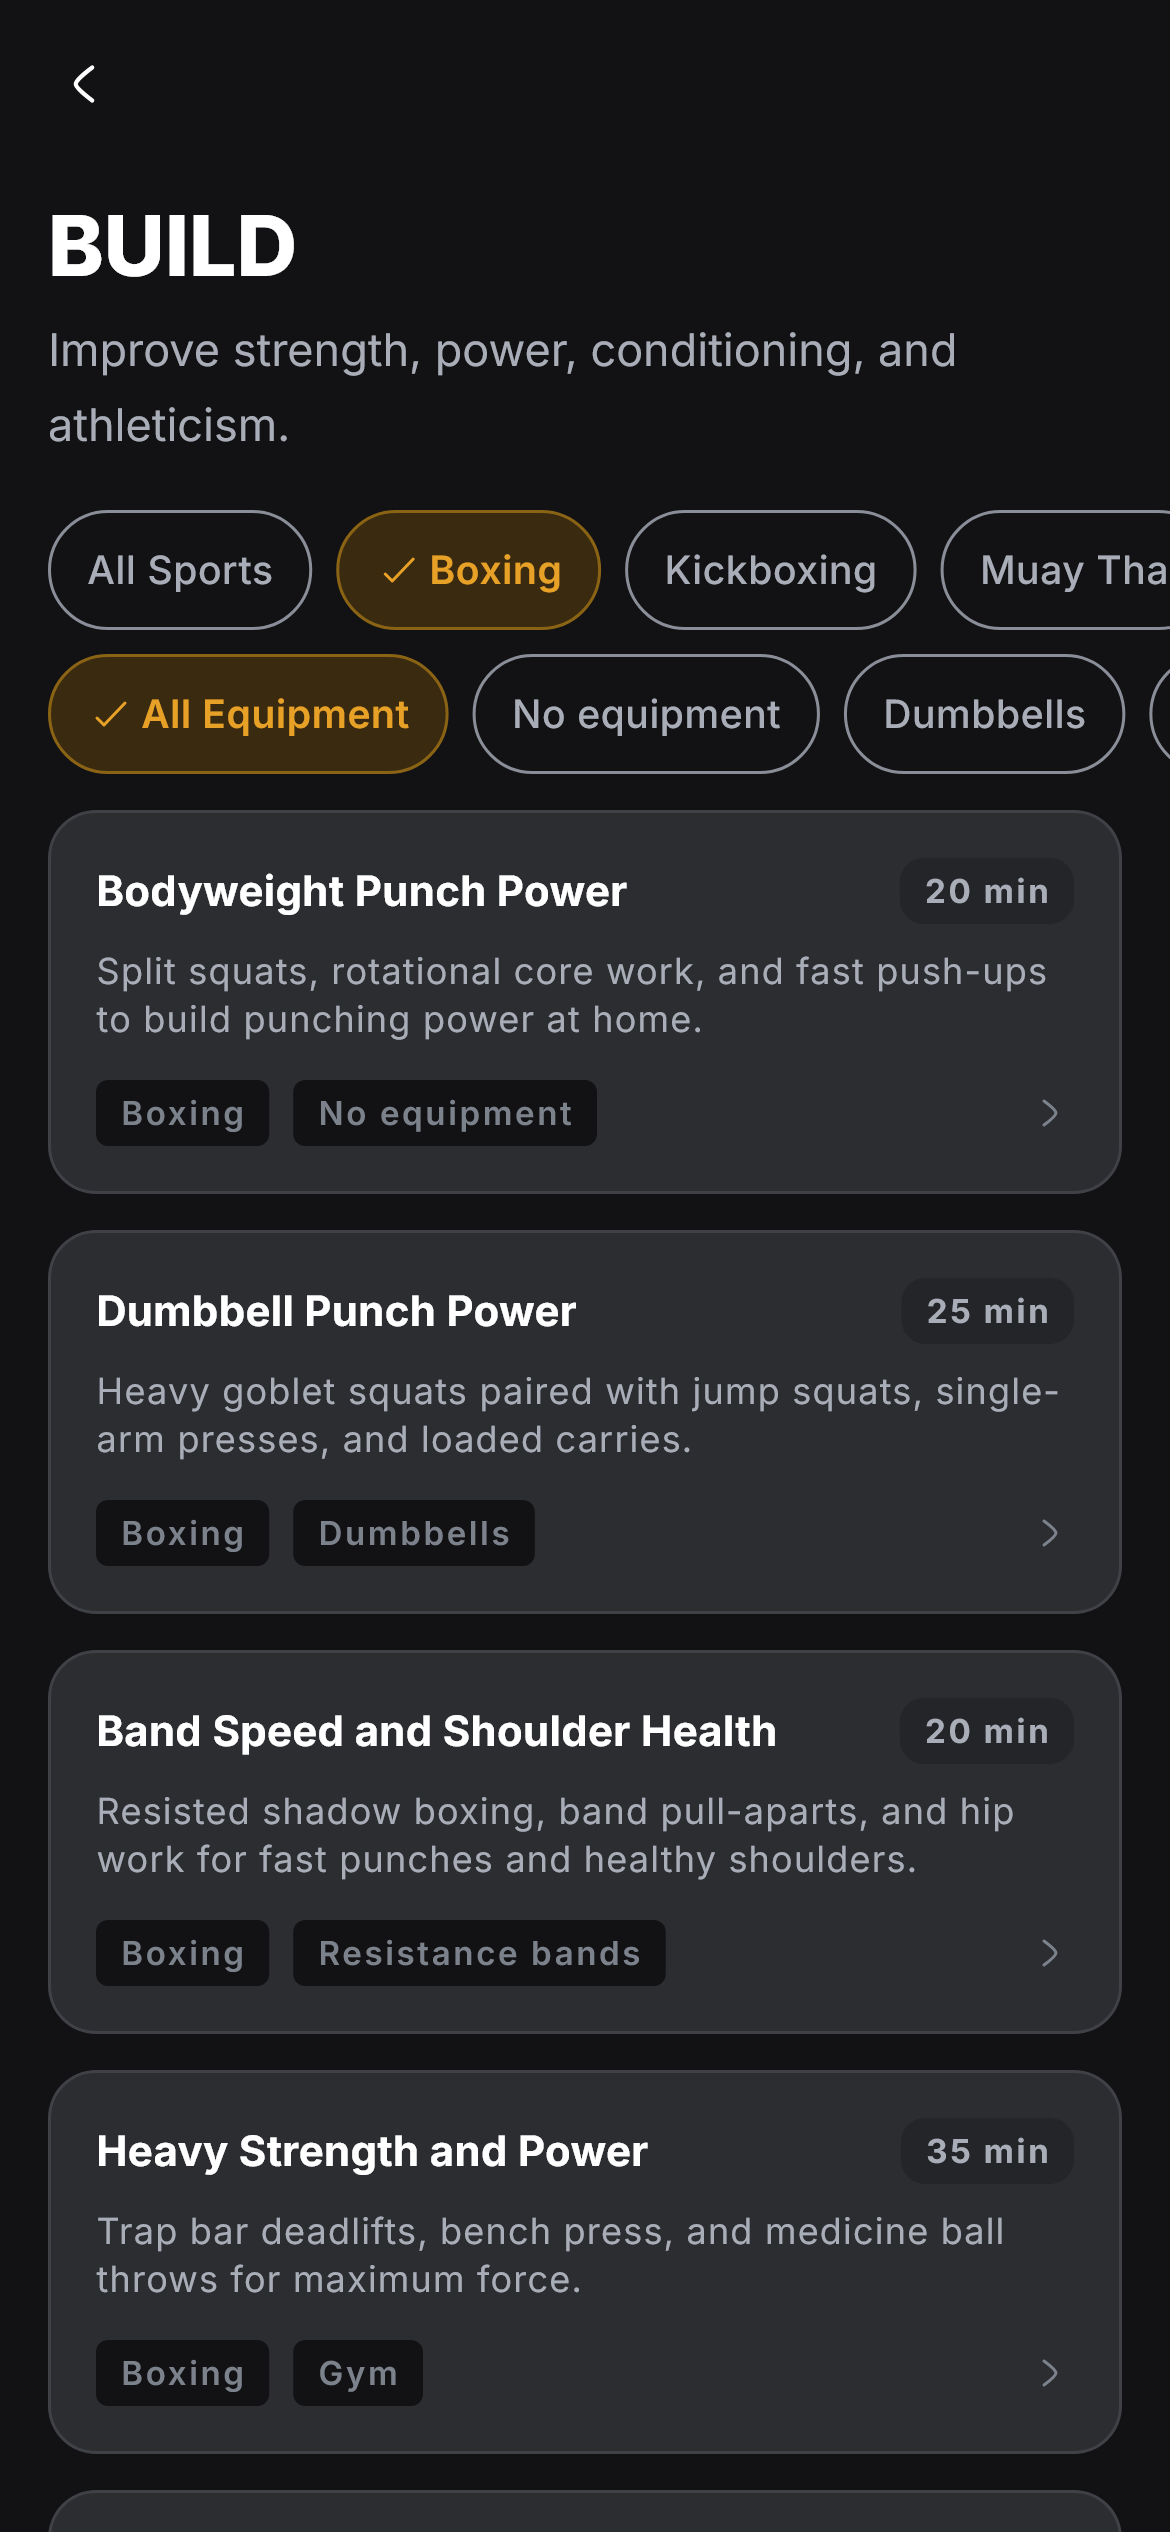 BUILD
Improve strength, power, conditioning, and
athleticism.
All Sports
Boxing
Kickboxing
Muay Tha
All Equipment
No equipment
Dumbbells
Bodyweight Punch Power
20 min
Split squats, rotational core work, and fast push-ups
to build punching power at home.
Boxing
No equipment
Dumbbell Punch Power
25 min
Heavy goblet squats paired with jump squats, single-
arm presses, and loaded carries.
Boxing
Dumbbells
Band Speed and Shoulder Health
20 min
Resisted shadow boxing, band pull-aparts, and hip
work for fast punches and healthy shoulders.
Boxing
Resistance bands
Heavy Strength and Power
35 min
Trap bar deadlifts, bench press, and medicine ball
throws for maximum force.
Boxing
Gym